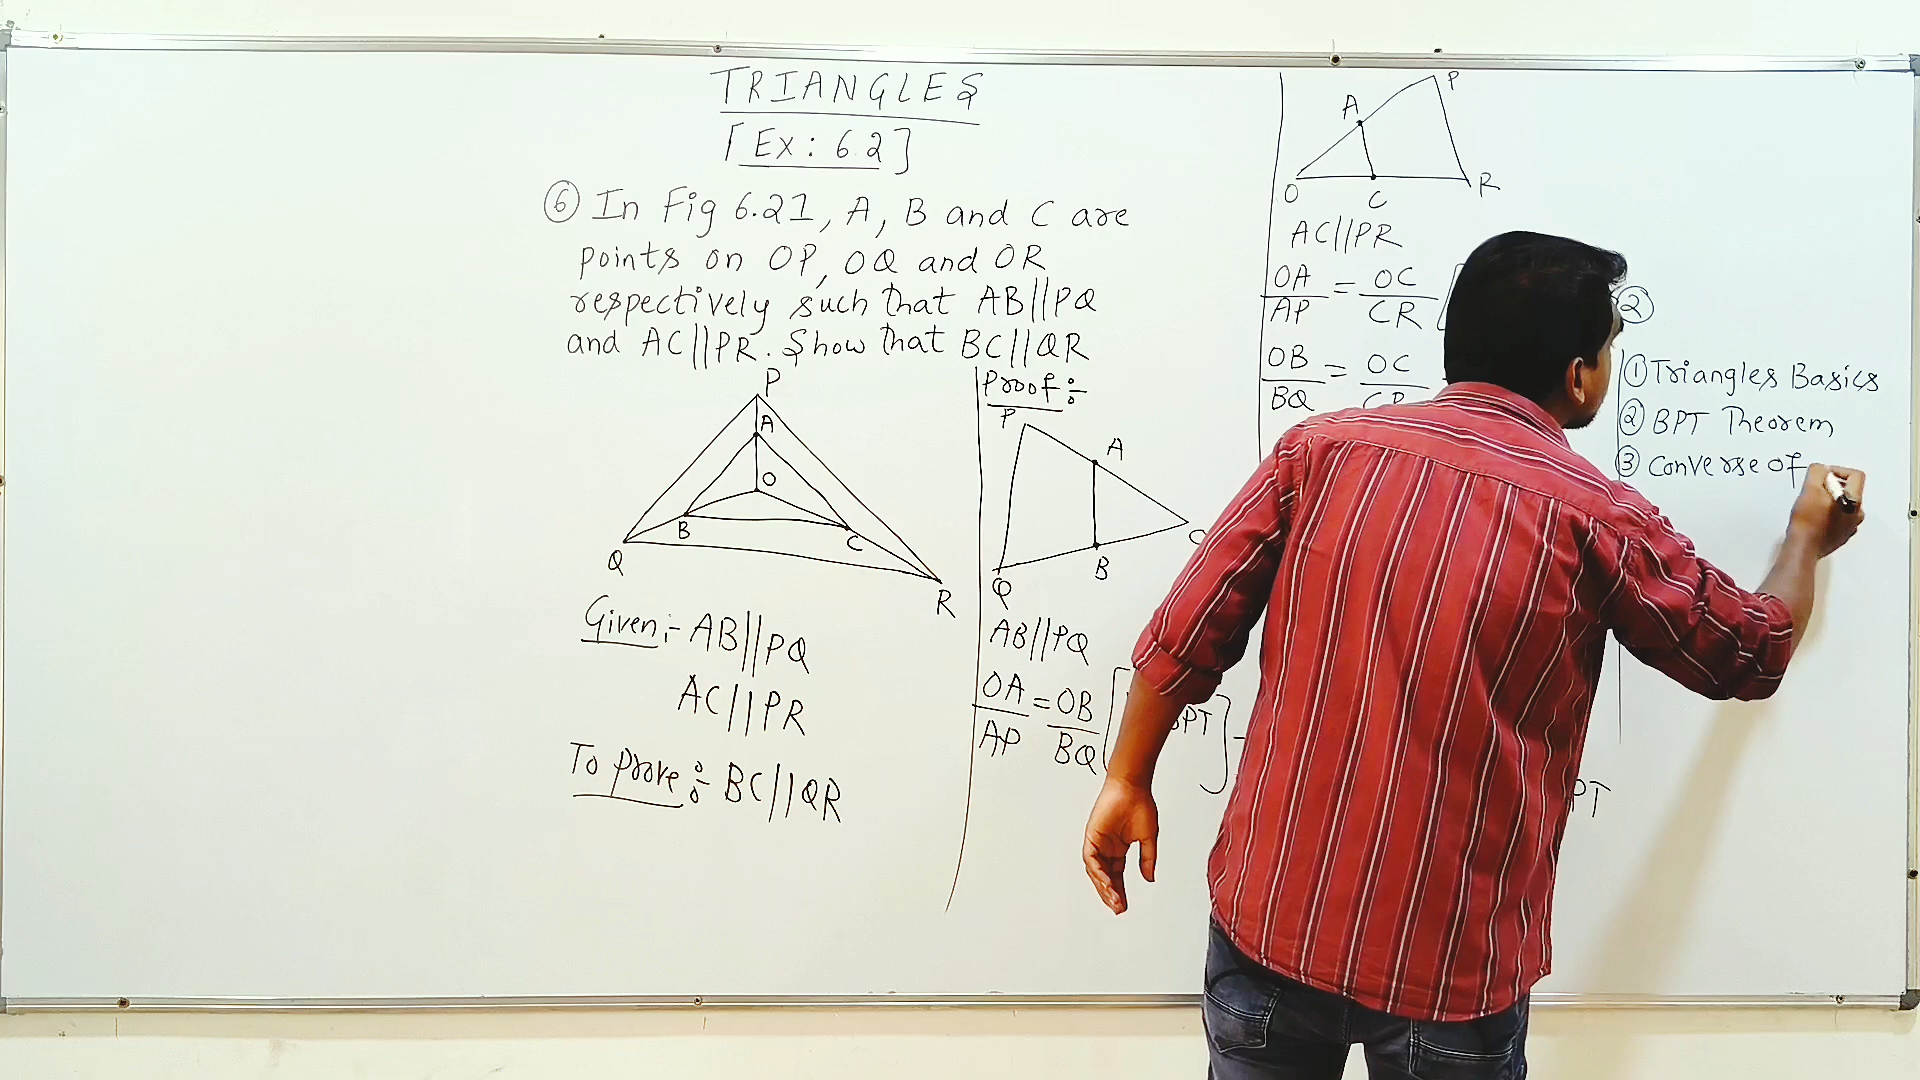 TRIANGLES
[Ex: 6.2]
⑥ In Fig 6.21, A, B and C are
points on OP, OQ and OR
respectively such that AB||PQ
and AC||PR. Show that BC||QR
P
A
O
B
C
Q
R
Given:- AB||PQ
AC||PR
To prove :- BC||QR
Proof :-
P
A
B
Q
AB||PQ
OA/AP = OB/BQ [ BPT ] -
P
A
O
C
R
AC||PR
OA/AP = OC/CR [ ②
OB/BQ = OC/CR
PT
① Triangles Basics
② BPT Theorem
③ Converse of